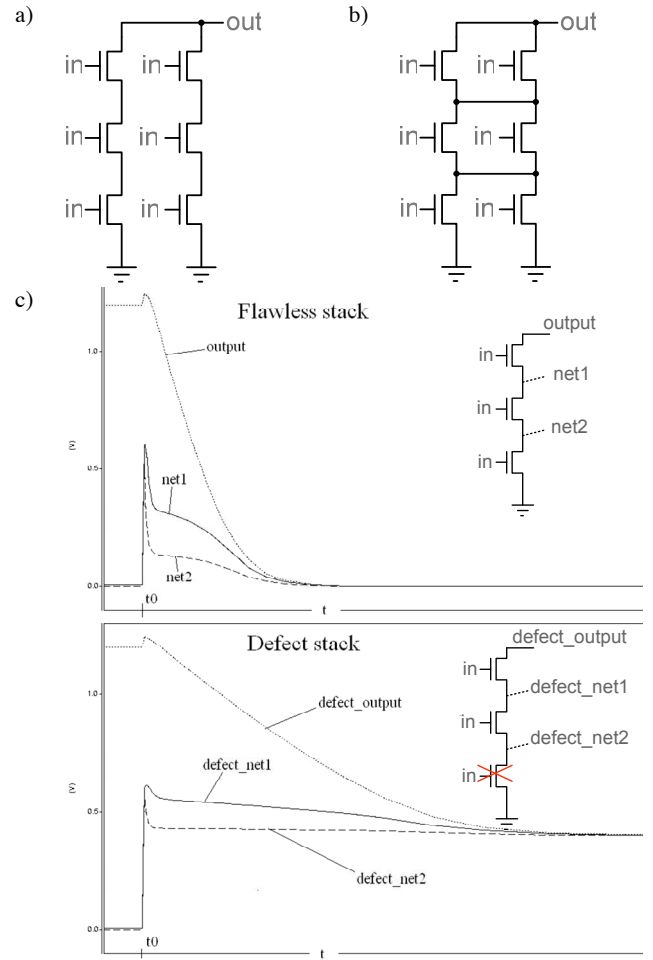 a)
b)
out
out
in
in
in
in
in
in
in
in
in
in
in
in
c)
Flawless stack
output
output
1.0
in
net1
(V)
in
net2
0.5
net1
in
net2
0.0
t0
t
Defect stack
defect_output
in
1.0
defect_output
defect_net1
in
defect_net1
defect_net2
(V)
in
0.5
defect_net2
0.0
t0
t